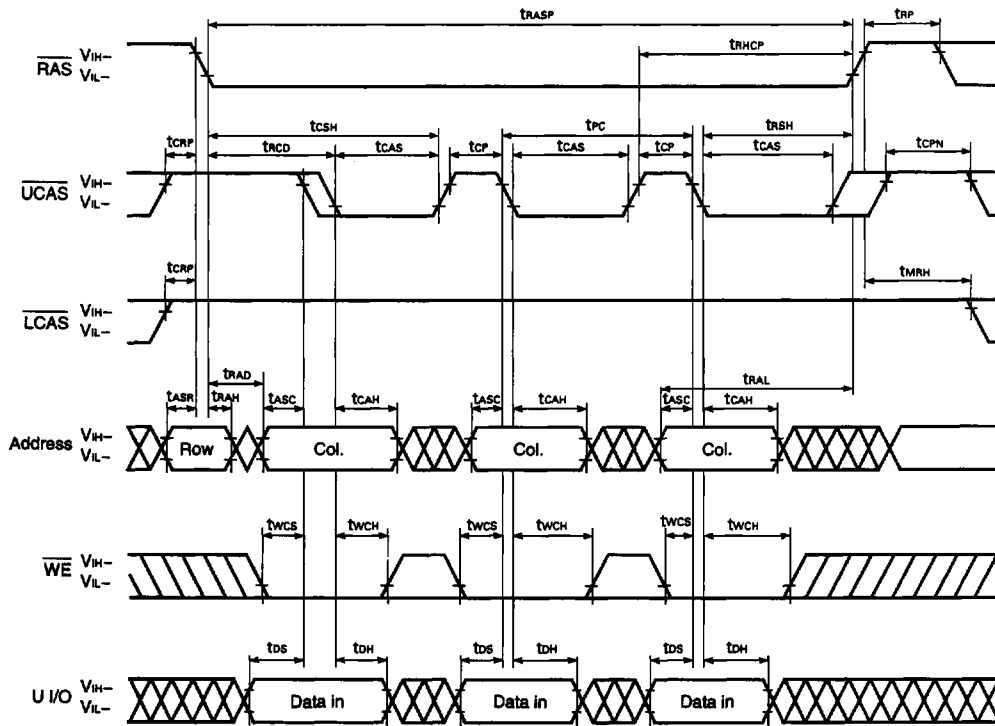 tRASP tRP
tRHCP
RAS VIH–
VIL–
tCSH tPC tRSH
tCRP tRCD tCAS tCP tCAS tCP tCAS tCPN
UCAS VIH–
VIL–
tCRP tMRH
LCAS VIH–
VIL–
tRAD tRAL
tASR tRAH tASC tCAH tASC tCAH tASC tCAH
Address VIH–
VIL–
Row Col. Col. Col.
tWCS tWCH tWCS tWCH tWCS tWCH
WE VIH–
VIL–
tDS tDH tDS tDH tDS tDH
U I/O VIH–
VIL–
Data in Data in Data in